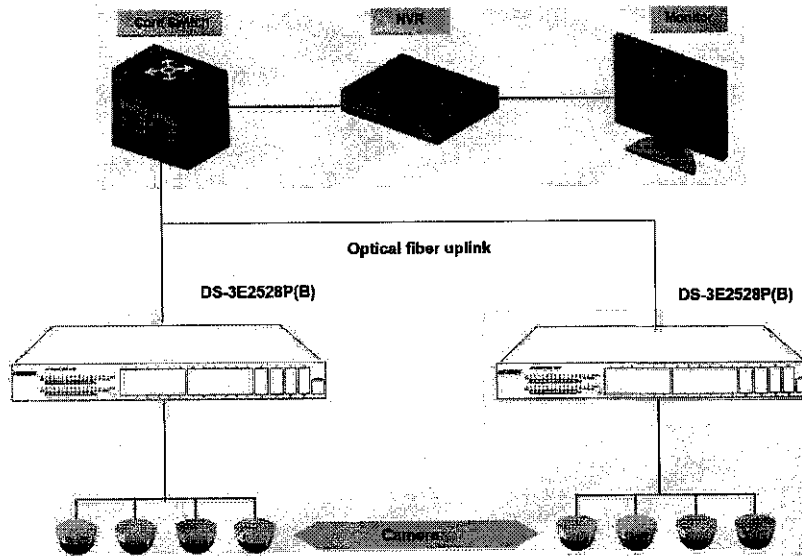 Core Switch
NVR
Monitor
Optical fiber uplink
DS-3E2528P(B)
DS-3E2528P(B)
Camera